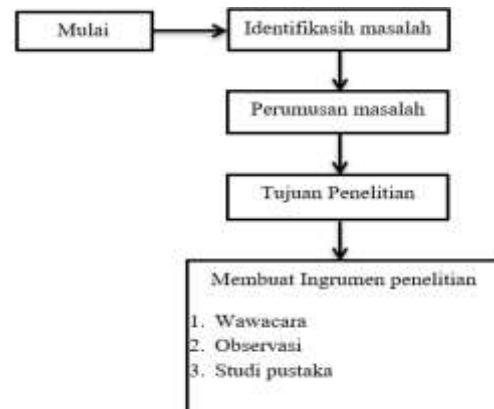 Mulai
Identifikasih masalah
Perumusan masalah
Tujuan Penelitian
Membuat Ingrumen penelitian
1. Wawacara
2. Observasi
3. Studi pustaka